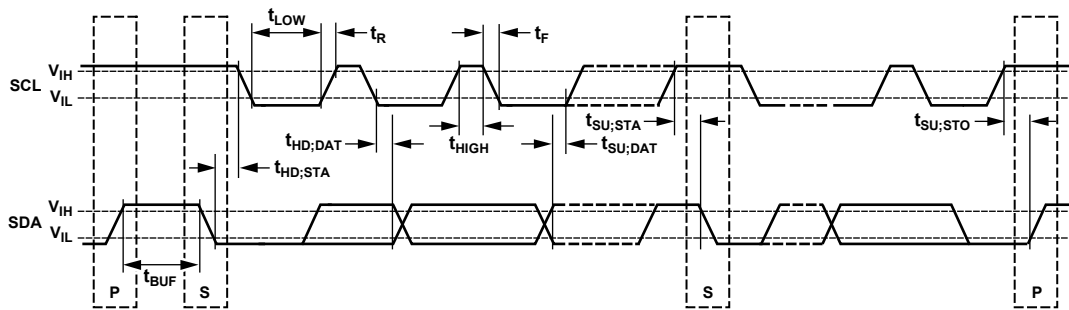 tLOW
tR
tF
SCL
VIH
VIL
tHD;DAT
tHIGH
tSU;STA
tSU;DAT
tSU;STO
tHD;STA
SDA
VIH
VIL
tBUF
P
S
S
P